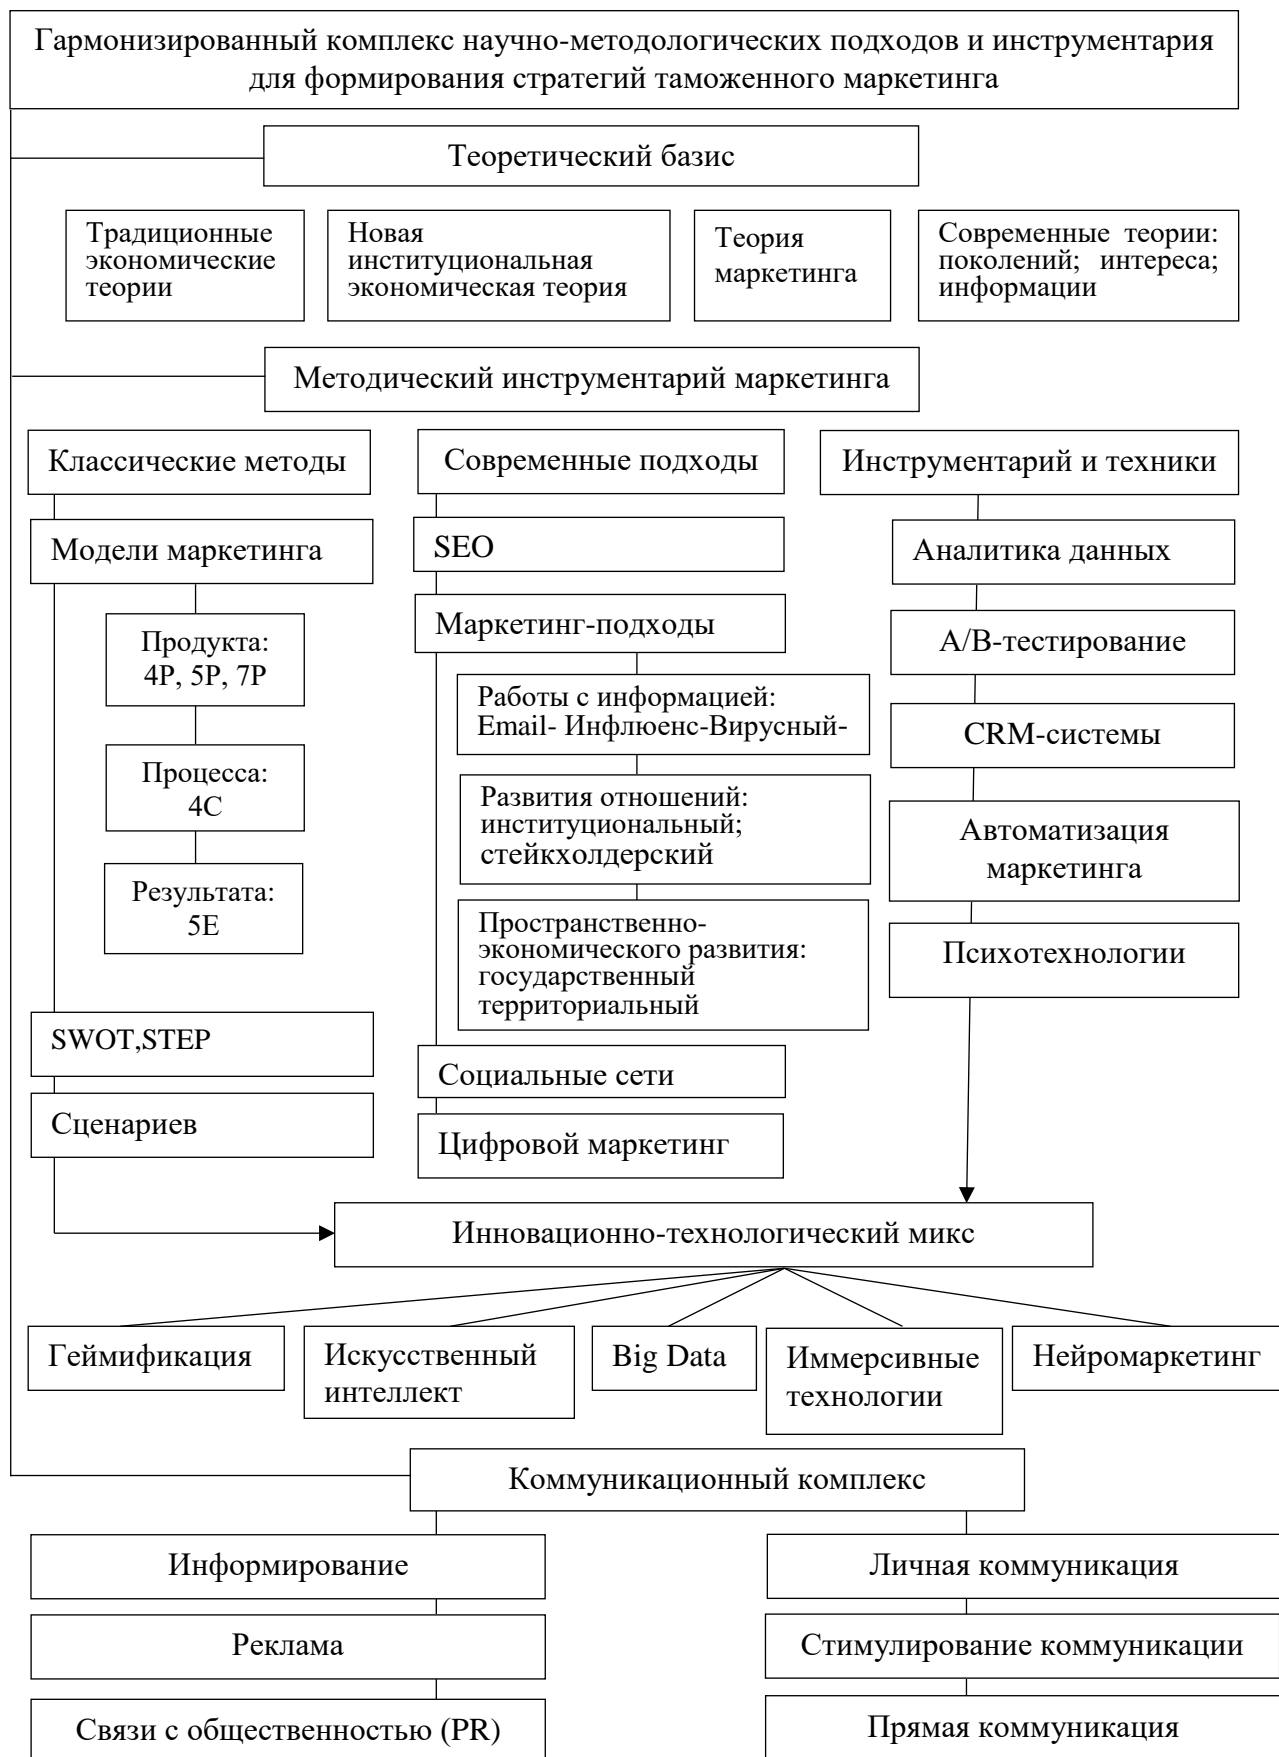 Гармонизированный комплекс научно-методологических подходов и инструментария
для формирования стратегий таможенного маркетинга
Теоретический базис
Традиционные
экономические
теории
Новая
институциональная
экономическая теория
Теория
маркетинга
Современные теории:
поколений; интереса;
информации
Методический инструментарий маркетинга
Классические методы
Модели маркетинга
Продукта:
4P, 5P, 7P
Процесса:
4C
Результата:
5E
SWOT,STEP
Сценариев
Современные подходы
SEO
Маркетинг-подходы
Работы с информацией:
Email- Инфлюенс-Вирусный-
Развития отношений:
институциональный;
стейкхолдерский
Пространственно-
экономического развития:
государственный
территориальный
Социальные сети
Цифровой маркетинг
Инструментарий и техники
Аналитика данных
A/B-тестирование
CRM-системы
Автоматизация
маркетинга
Психотехнологии
Инновационно-технологический микс
Геймификация
Искусственный
интеллект
Big Data
Иммерсивные
технологии
Нейромаркетинг
Коммуникационный комплекс
Информирование
Реклама
Связи с общественностью (PR)
Личная коммуникация
Стимулирование коммуникации
Прямая коммуникация